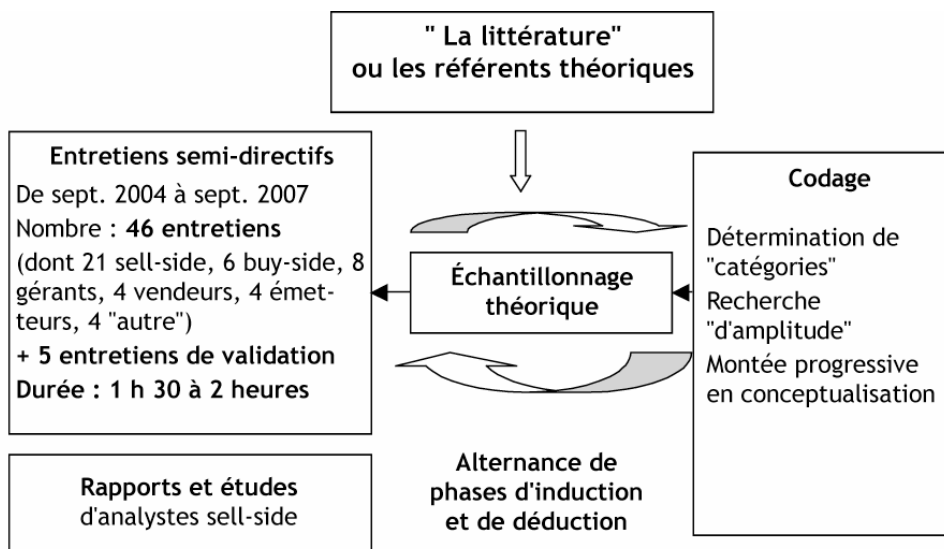 " La littérature"
ou les référents théoriques
Entretiens semi-directifs
De sept. 2004 à sept. 2007
Nombre : 46 entretiens
(dont 21 sell-side, 6 buy-side, 8
gérants, 4 vendeurs, 4 émet-
teurs, 4 "autre")
+ 5 entretiens de validation
Durée : 1 h 30 à 2 heures
Échantillonnage
théorique
Codage
Détermination de
"catégories"
Recherche
"d'amplitude"
Montée progressive
en conceptualisation
Rapports et études
d'analystes sell-side
Alternance de
phases d'induction
et de déduction